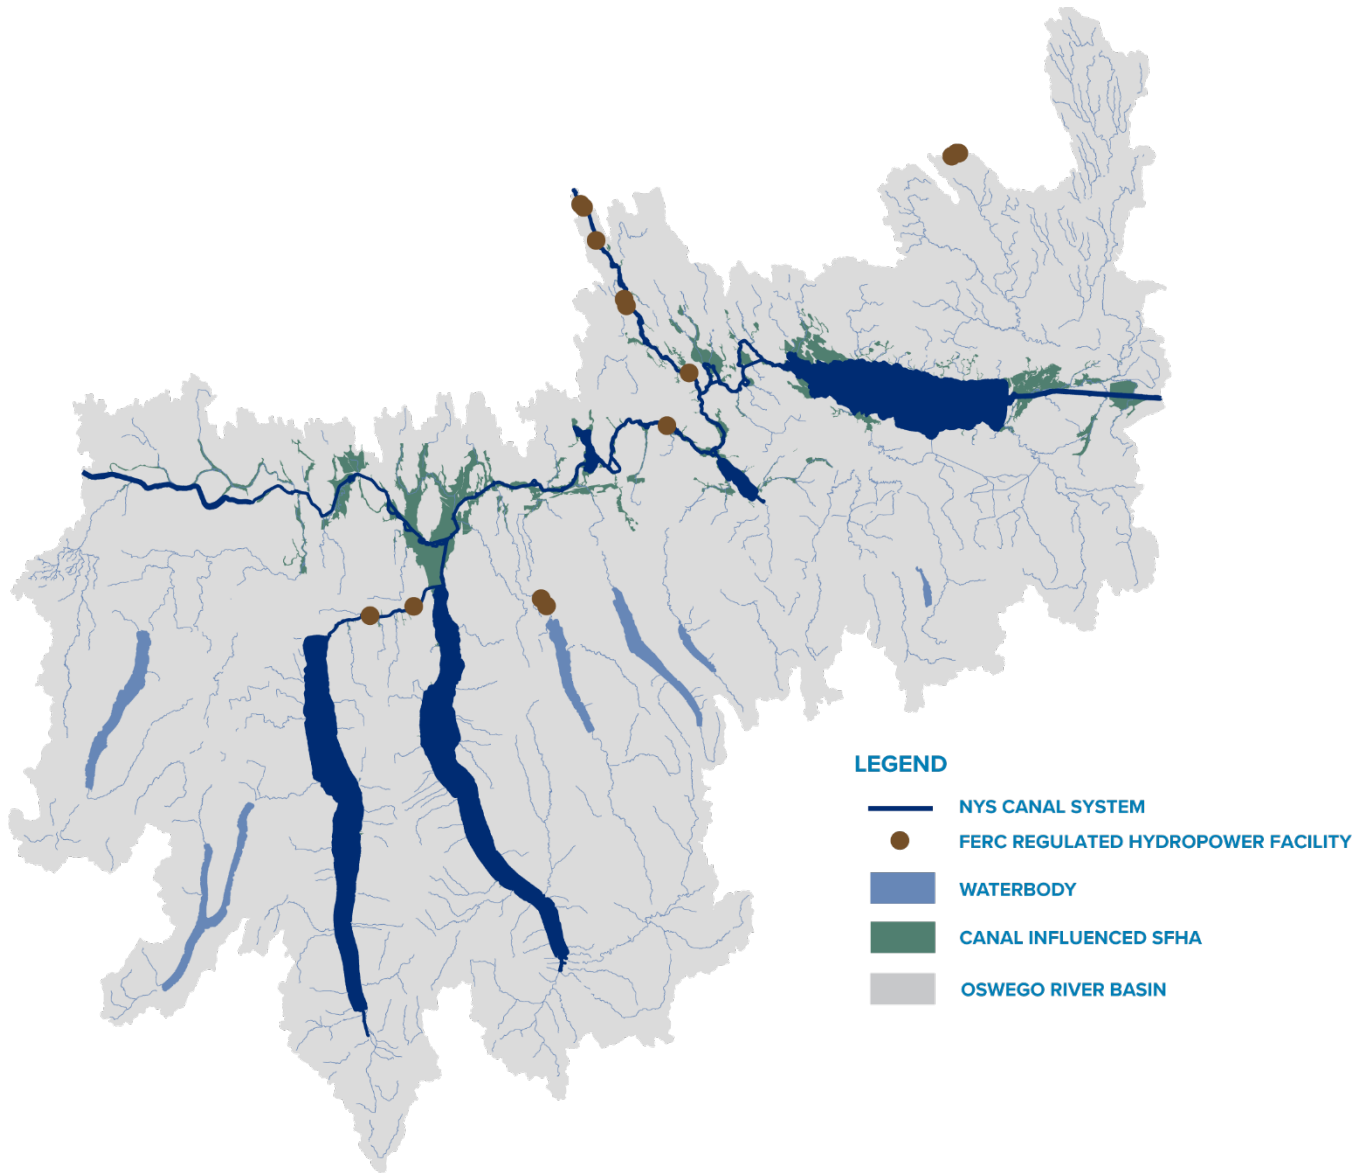 LEGEND
NYS CANAL SYSTEM
FERC REGULATED HYDROPOWER FACILITY
WATERBODY
CANAL INFLUENCED SFHA
OSWEGO RIVER BASIN